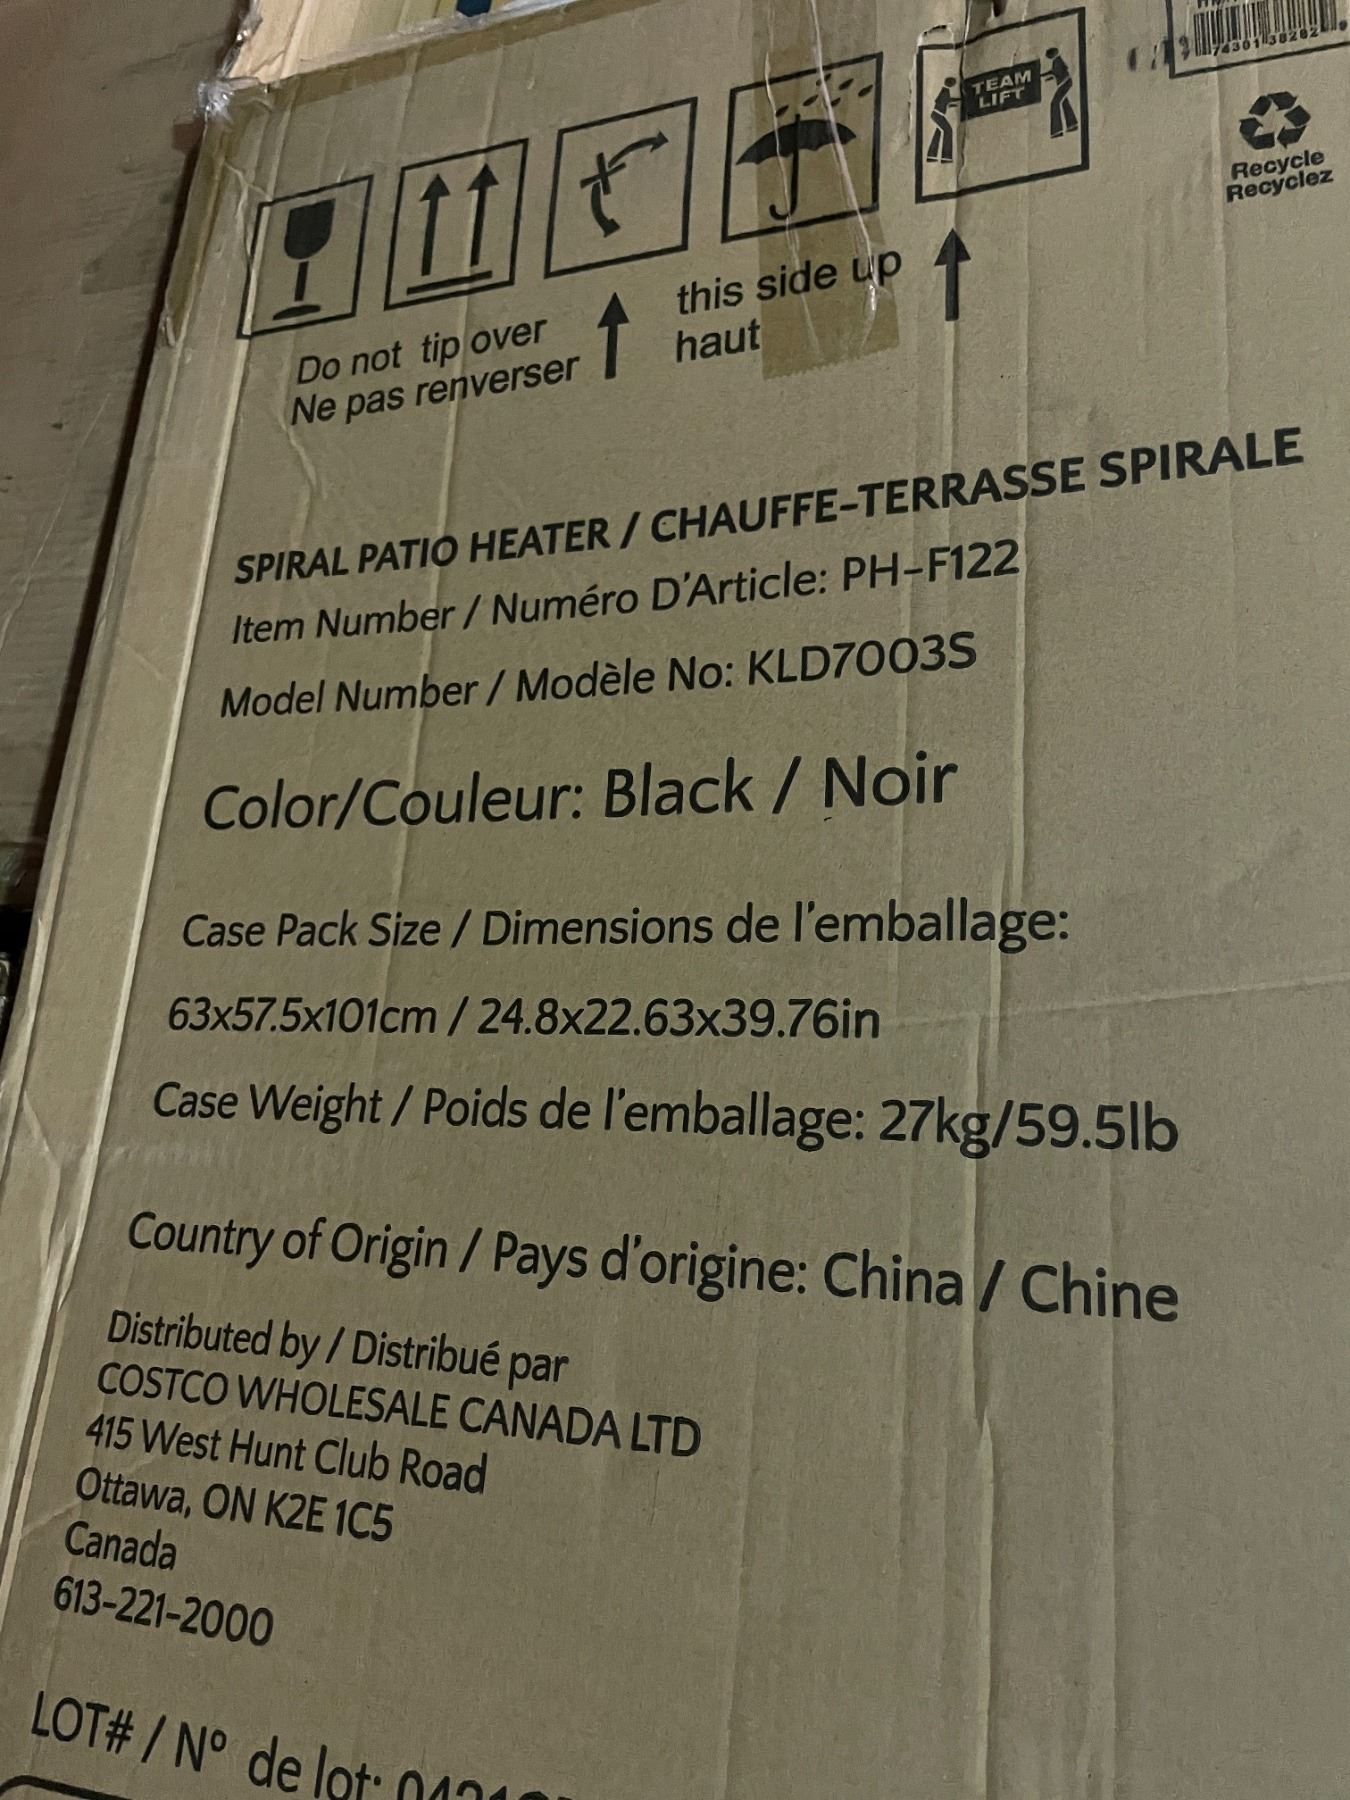 TEAM
LIFT
Recycle
Recyclez
Do not tip over
Ne pas renverser
this side up
haut
SPIRAL PATIO HEATER / CHAUFFE-TERRASSE SPIRALE
Item Number / Numéro D'Article: PH-F122
Model Number / Modèle No: KLD7003S
Color/Couleur: Black / Noir
Case Pack Size / Dimensions de l'emballage:
63x57.5x101cm / 24.8x22.63x39.76in
Case Weight / Poids de l'emballage: 27kg/59.5lb
Country of Origin / Pays d'origine: China / Chine
Distributed by / Distribué par
COSTCO WHOLESALE CANADA LTD
415 West Hunt Club Road
Ottawa, ON K2E 1C5
Canada
613-221-2000
LOT# / Nº de lot: